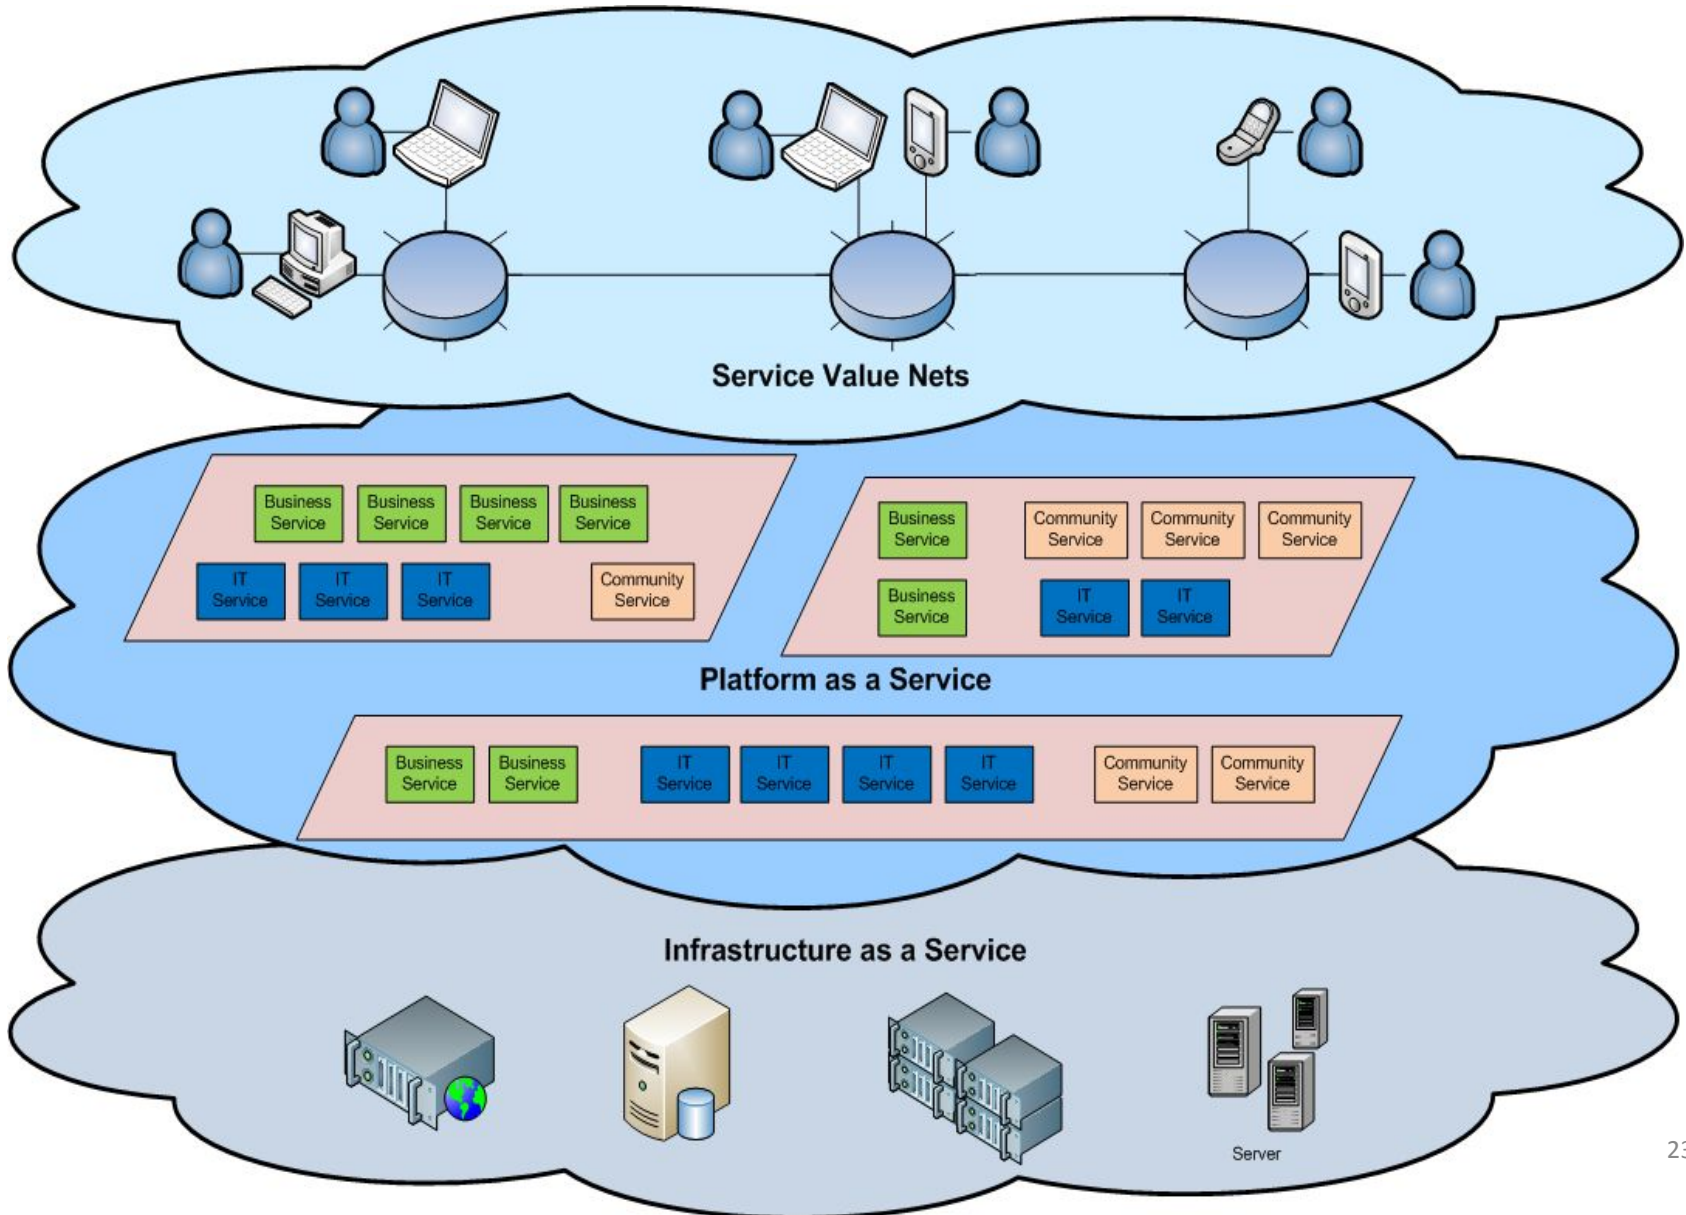 Service Value Nets
Business
Service
Business
Service
Business
Service
Business
Service
IT
Service
IT
Service
IT
Service
Community
Service
Business
Service
Community
Service
Community
Service
Community
Service
Business
Service
IT
Service
IT
Service
Platform as a Service
Business
Service
Business
Service
IT
Service
IT
Service
IT
Service
IT
Service
Community
Service
Community
Service
Infrastructure as a Service
Server